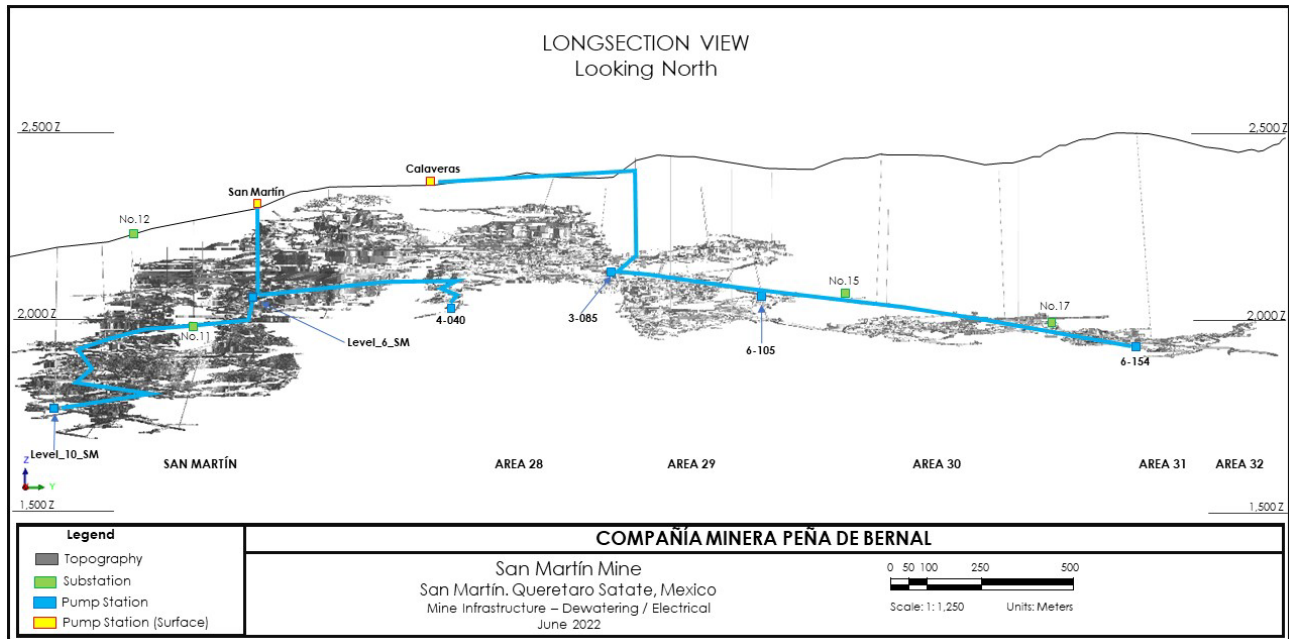 LONGSECTION VIEW
Looking North
2,500 Z
2,500 Z
Calaveras
San Martín
No.12
No.15
2,000 Z
No.17
2,000 Z
4-040
3-085
No.11
Level_6_SM
6-105
6-154
Level_10_SM
SAN MARTÍN
AREA 28
AREA 29
AREA 30
AREA 31
AREA 32
Z
Y
1,500 Z
1,500 Z
Legend
Topography
Substation
Pump Station
Pump Station (Surface)
COMPAÑÍA MINERA PEÑA DE BERNAL
San Martín Mine
San Martín. Queretaro Satate, Mexico
Mine Infrastructure – Dewatering / Electrical
June 2022
0 50 100 250 500
Scale: 1: 1,250 Units: Meters